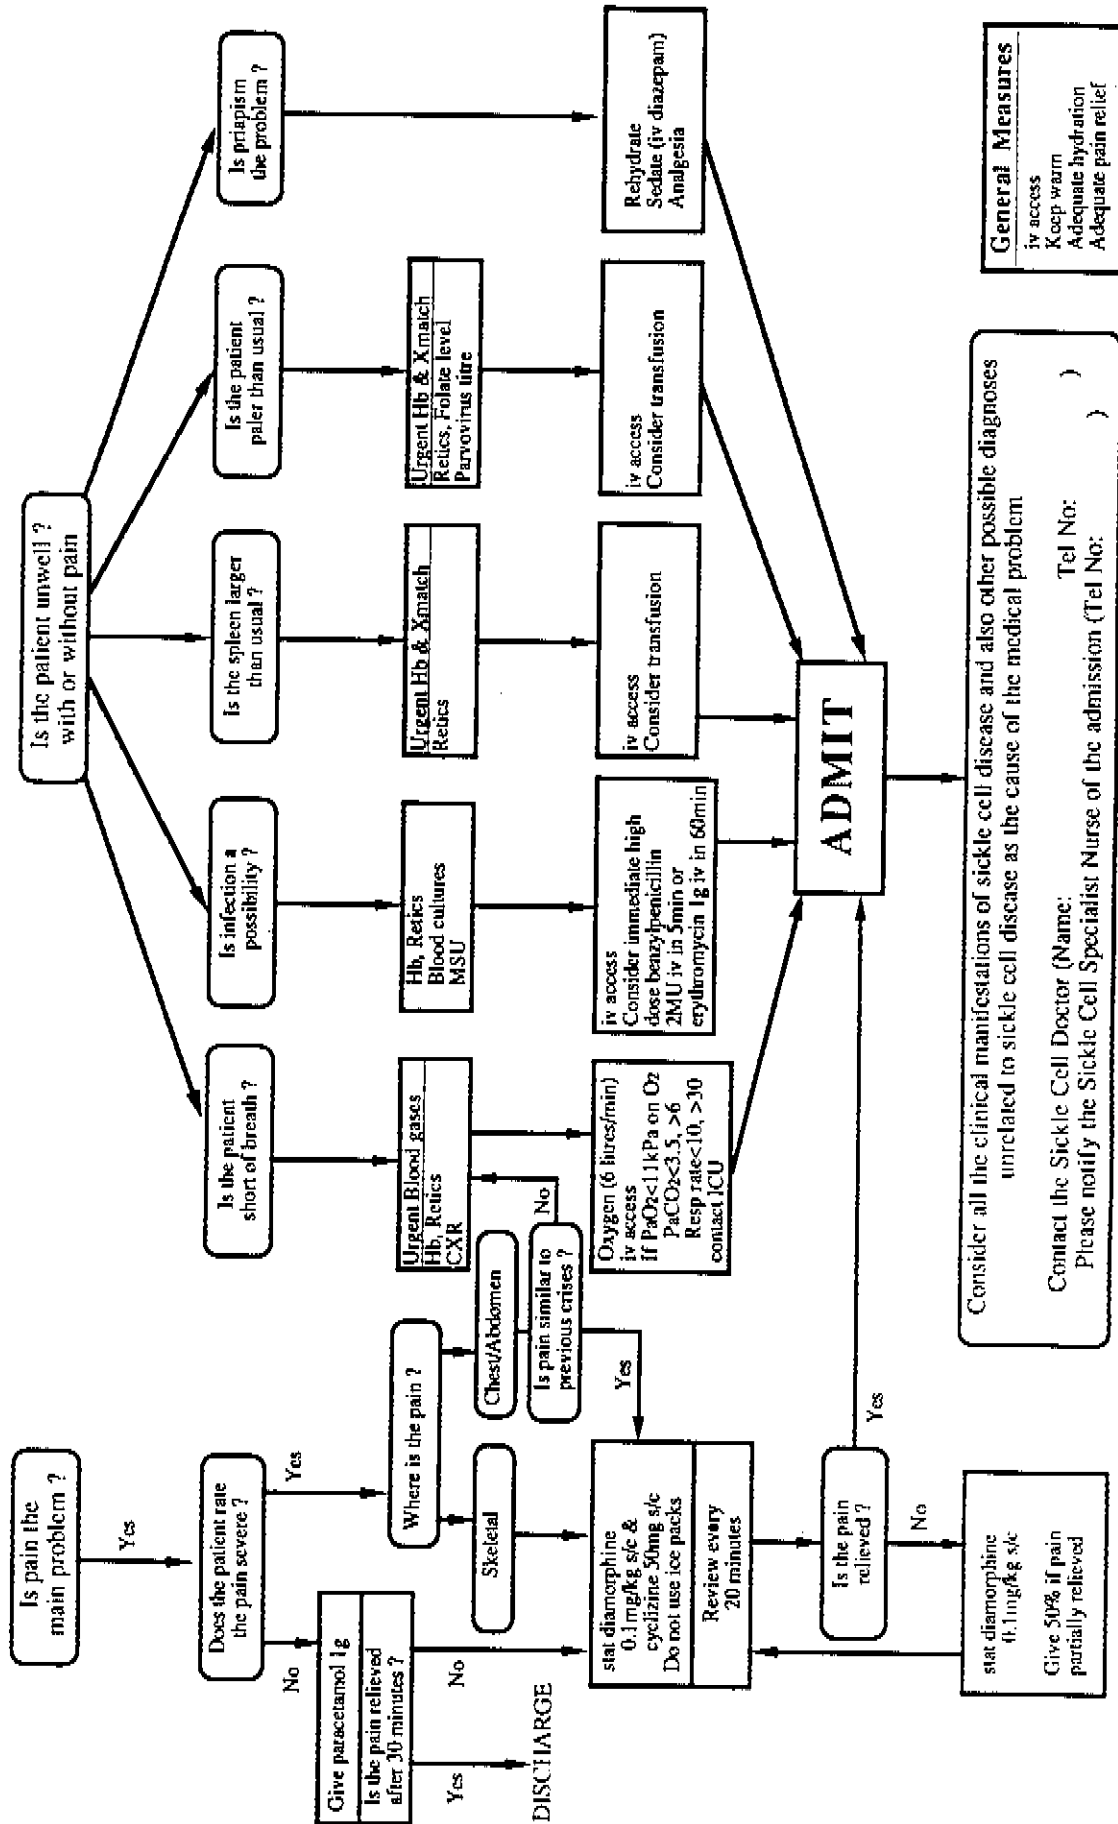 Is pain the
main problem ?
Yes
Does the patient rate
the pain severe ?
No
Yes
Give paracetamol 1g
Is the pain relieved
after 30 minutes ?
Yes
No
DISCHARGE
Where is the pain ?
Skeletal
Chest/Abdomen
Is pain similar to
previous crises ?
No
Yes
stat diamorphine
0.1mg/kg s/c &
cyclizine 50mg s/c
Do not use ice packs
Review every
20 minutes
Is the pain
relieved ?
Yes
No
stat diamorphine
0.1mg/kg s/c
Give 50% if pain
partially relieved
Is the patient unwell ?
with or without pain
Is the patient
short of breath ?
Urgent Blood gases
Hb, Retics
CXR
Oxygen (6 litres/min)
iv access
if PaO2<11kPa on O2
PaCO2<3.5, >6
Resp rate<10, >30
contact ICU
Is infection a
possibility ?
Hb, Retics
Blood cultures
MSU
iv access
Consider immediate high
dose benzylpenicillin
2MU iv in 5min or
erythromycin 1g iv in 60min
Is the spleen larger
than usual ?
Urgent Hb & Xmatch
Retics
iv access
Consider transfusion
Is the patient
paler than usual ?
Urgent Hb & Xmatch
Retics, Folate level
Parvovirus titre
iv access
Consider transfusion
Is priapism
the problem ?
Rehydrate
Sedate (iv diazepam)
Analgesia
ADMIT
Consider all the clinical manifestations of sickle cell disease and also other possible diagnoses
unrelated to sickle cell disease as the cause of the medical problem
Contact the Sickle Cell Doctor (Name: Tel No: )
Please notify the Sickle Cell Specialist Nurse of the admission (Tel No: )
General Measures
iv access
Keep warm
Adequate hydration
Adequate pain relief